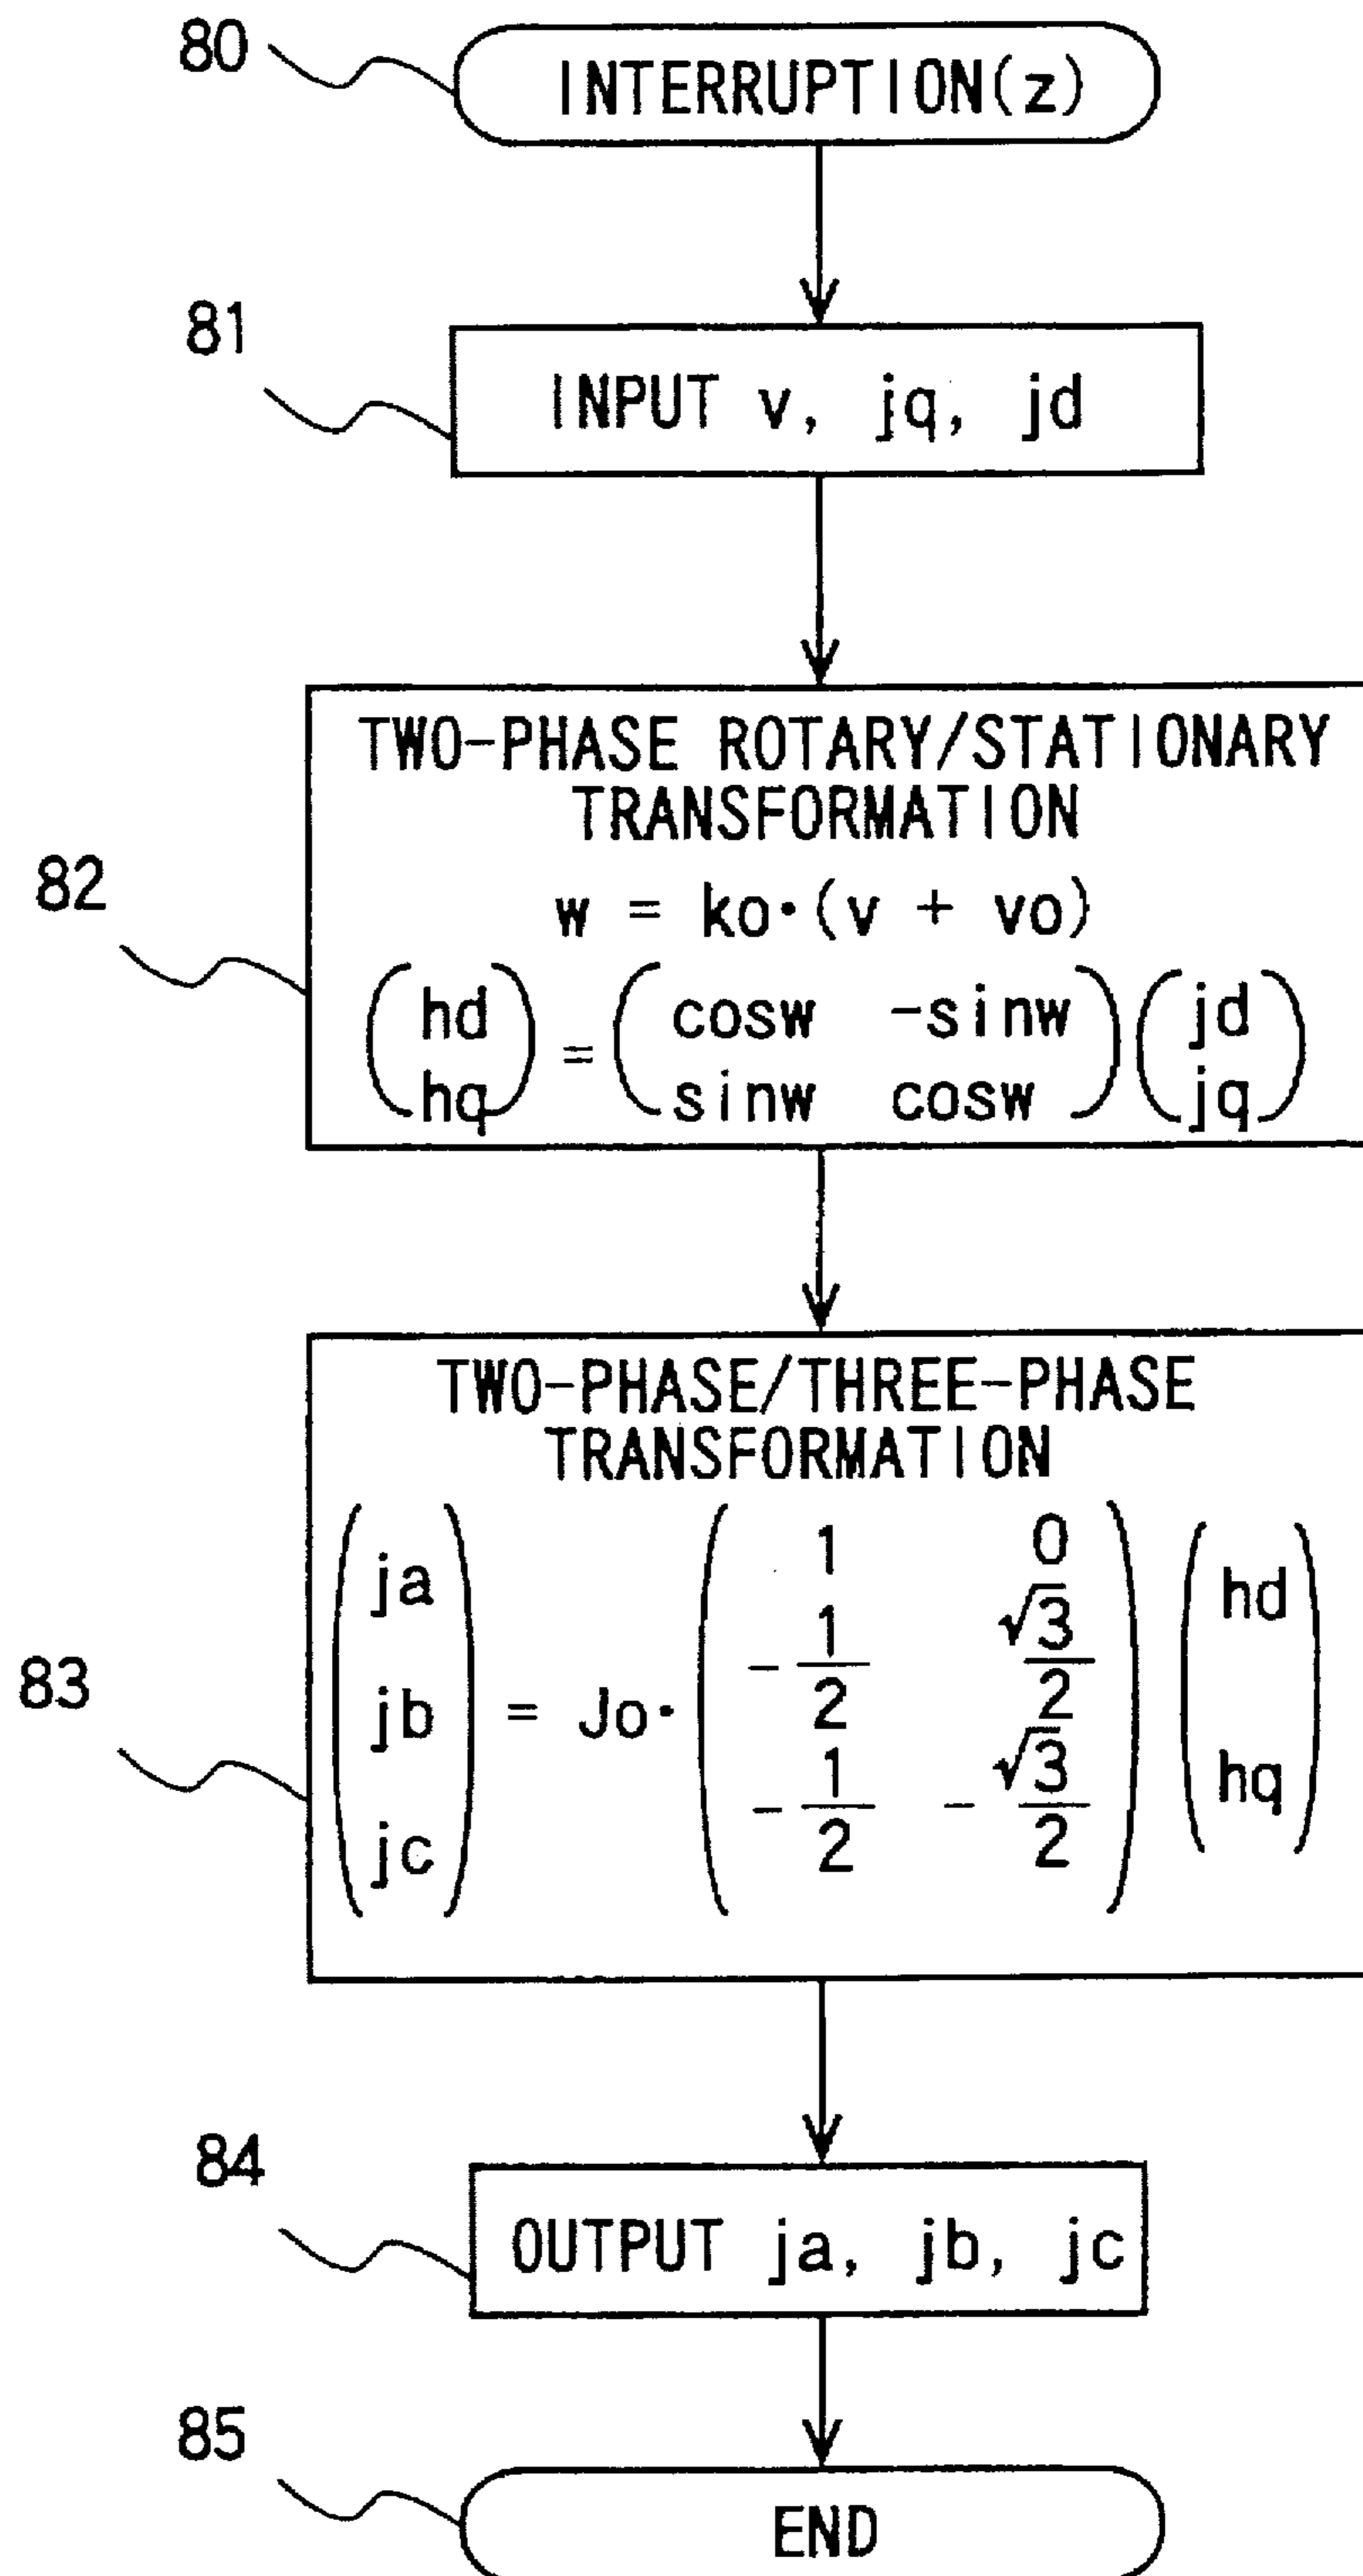 80
INTERRUPTION(z)
81
INPUT v, jq, jd
82
TWO-PHASE ROTARY/STATIONARY
TRANSFORMATION
w = ko·(v + vo)
(hd hq) = (cosw -sinw sinw cosw)(jd jq)
83
TWO-PHASE/THREE-PHASE
TRANSFORMATION
(ja jb jc) = Jo·(1 0 -1/2 √3/2 -1/2 -√3/2)(hd hq)
84
OUTPUT ja, jb, jc
85
END